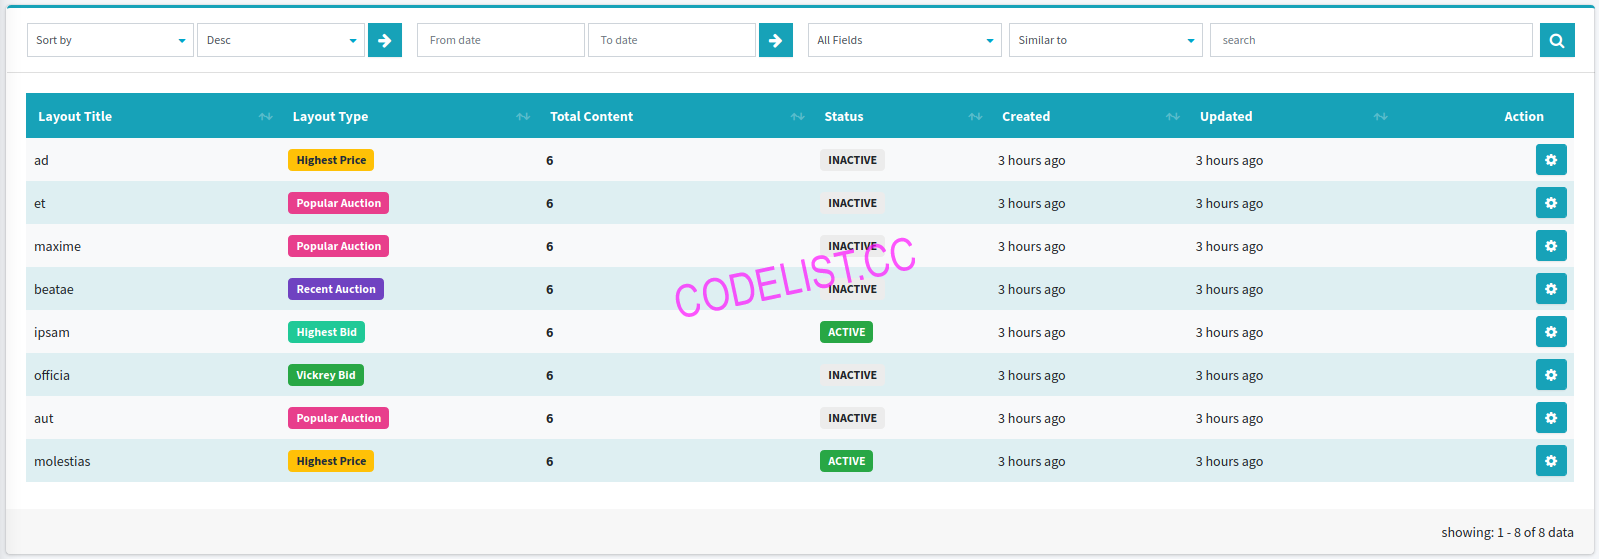 Sort by Desc From date To date All Fields Similar to search
Layout Title Layout Type Total Content Status Created Updated Action
ad Highest Price 6 INACTIVE 3 hours ago 3 hours ago
et Popular Auction 6 INACTIVE 3 hours ago 3 hours ago
maxime Popular Auction 6 INACTIVE 3 hours ago 3 hours ago
CODELIST.CC
beatae Recent Auction 6 INACTIVE 3 hours ago 3 hours ago
ipsam Highest Bid 6 ACTIVE 3 hours ago 3 hours ago
officia Vickrey Bid 6 INACTIVE 3 hours ago 3 hours ago
aut Popular Auction 6 INACTIVE 3 hours ago 3 hours ago
molestias Highest Price 6 ACTIVE 3 hours ago 3 hours ago
showing: 1 - 8 of 8 data